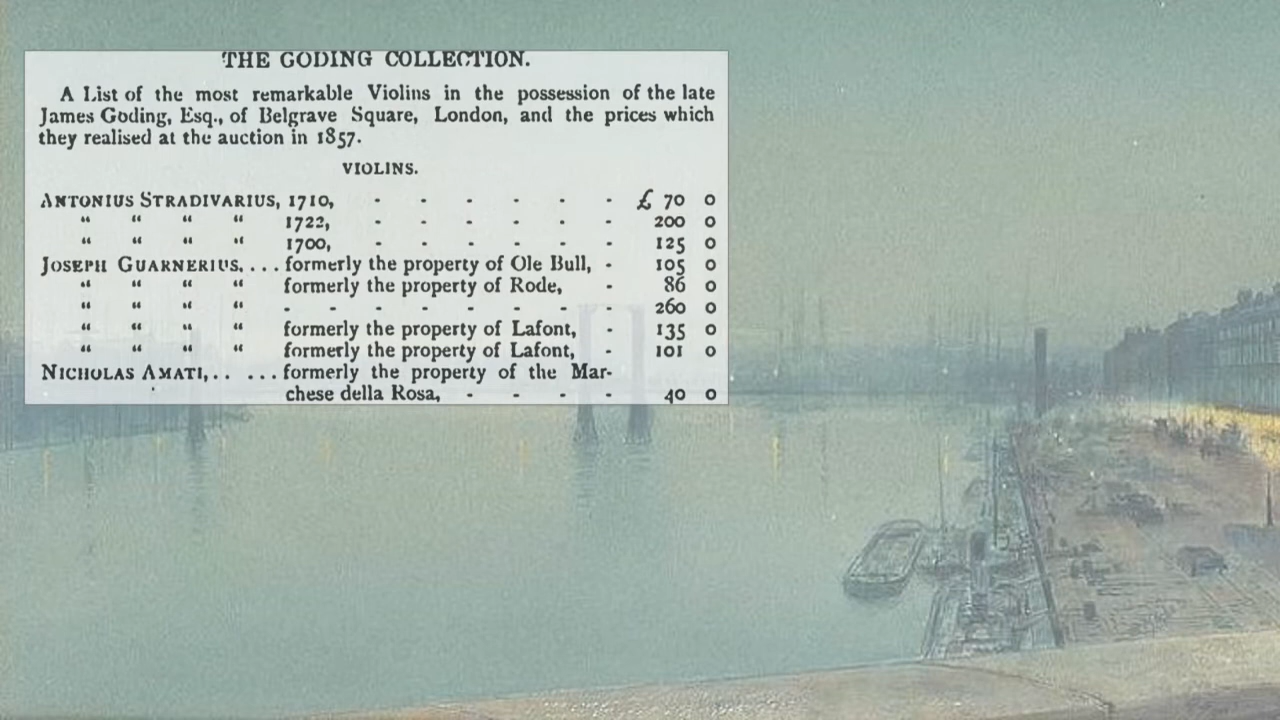 THE GODING COLLECTION.
A List of the most remarkable Violins in the possession of the late
James Goding, Esq., of Belgrave Square, London, and the prices which
they realised at the auction in 1857.
VIOLINS.
ANTONIUS STRADIVARIUS, 1710, - - - - - - £ 70 0
“ “ “ “ 1722, - - - - - - 200 0
“ “ “ “ 1700, - - - - - - 125 0
JOSEPH GUARNERIUS, . . . . formerly the property of Ole Bull, - 105 0
“ “ “ “ formerly the property of Rode, - 86 0
“ “ “ “ - - - - - - - - 260 0
“ “ “ “ formerly the property of Lafont, - 135 0
“ “ “ “ formerly the property of Lafont, - 101 0
NICHOLAS AMATI, . . . . . formerly the property of the Mar-
chese della Rosa, - - - - 40 0